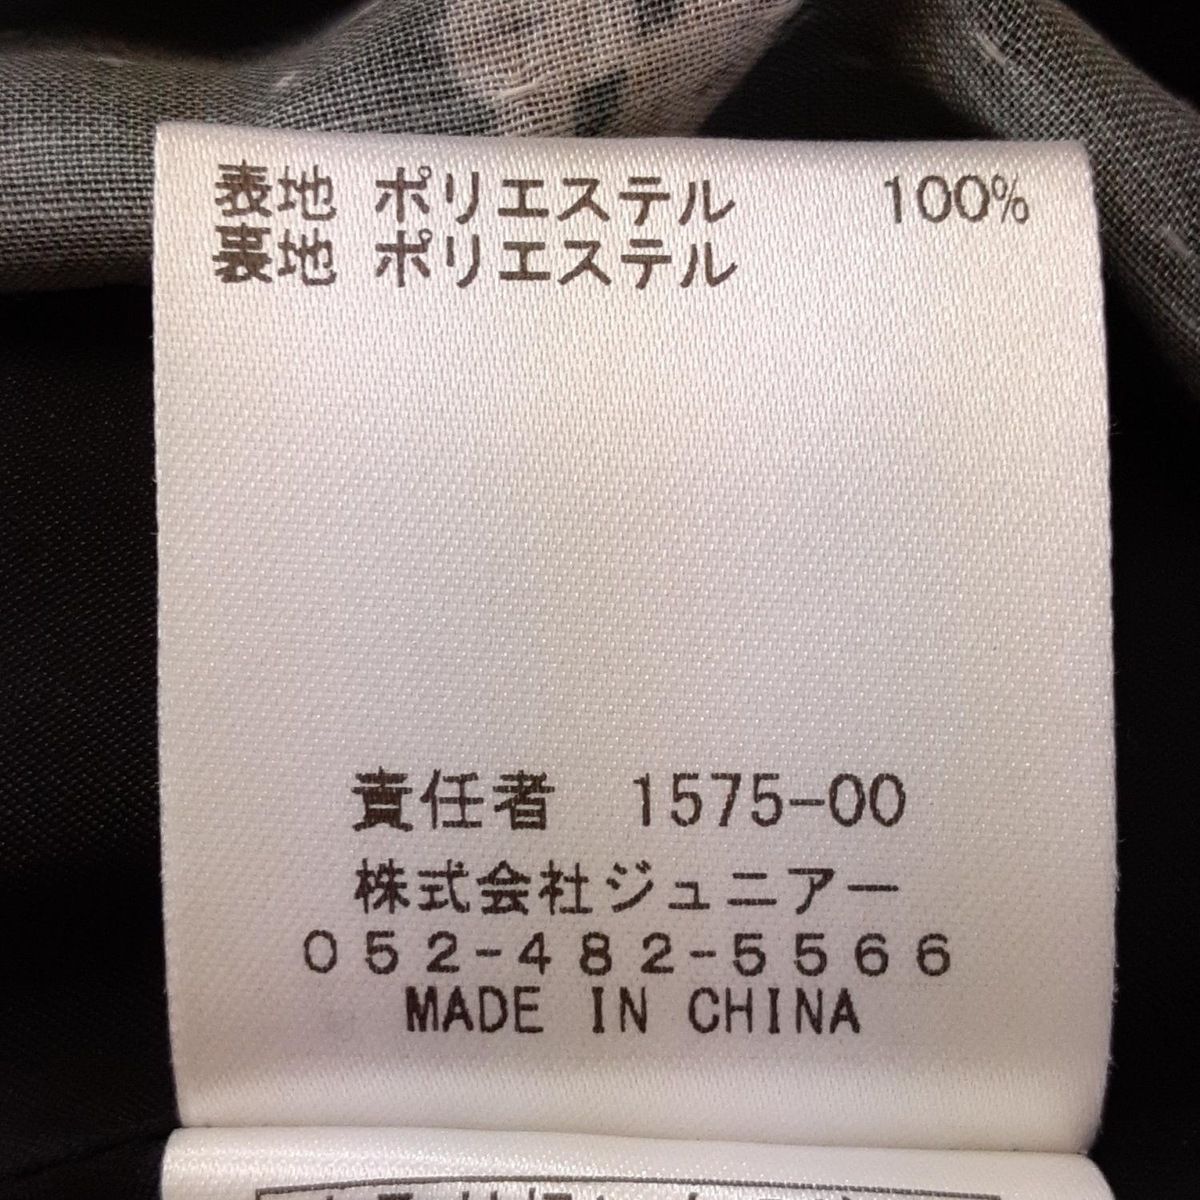 表地 ポリエステル 100%
裏地 ポリエステル
責任者 1575-00
株式会社ジュニアー
052-482-5566
MADE IN CHINA